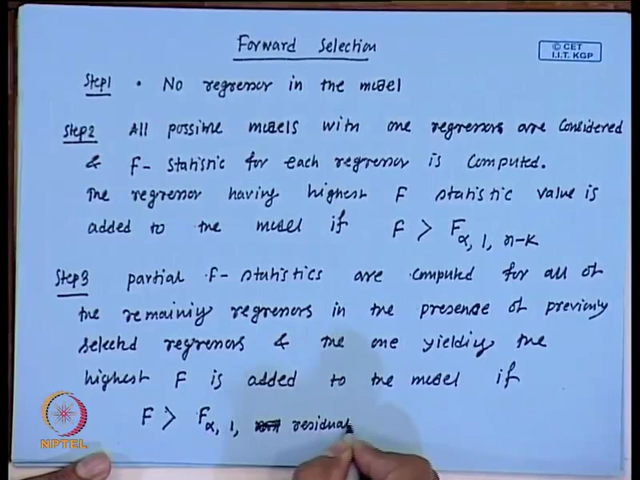 Forward Selection
© CET
I.I.T. KGP
Step1 • No regressor in the model
Step2 All possible models with one regressors are considered
& F- statistic for each regressor is computed.
The regressor having highest F statistic value is
added to the model if F > Fα, 1, n-k
Step3 partial F-statistics are computed for all of
the remaining regressors in the presence of previously
selected regressors & the one yielding the
highest F is added to the model if
F > Fα, 1, residual
NPTEL